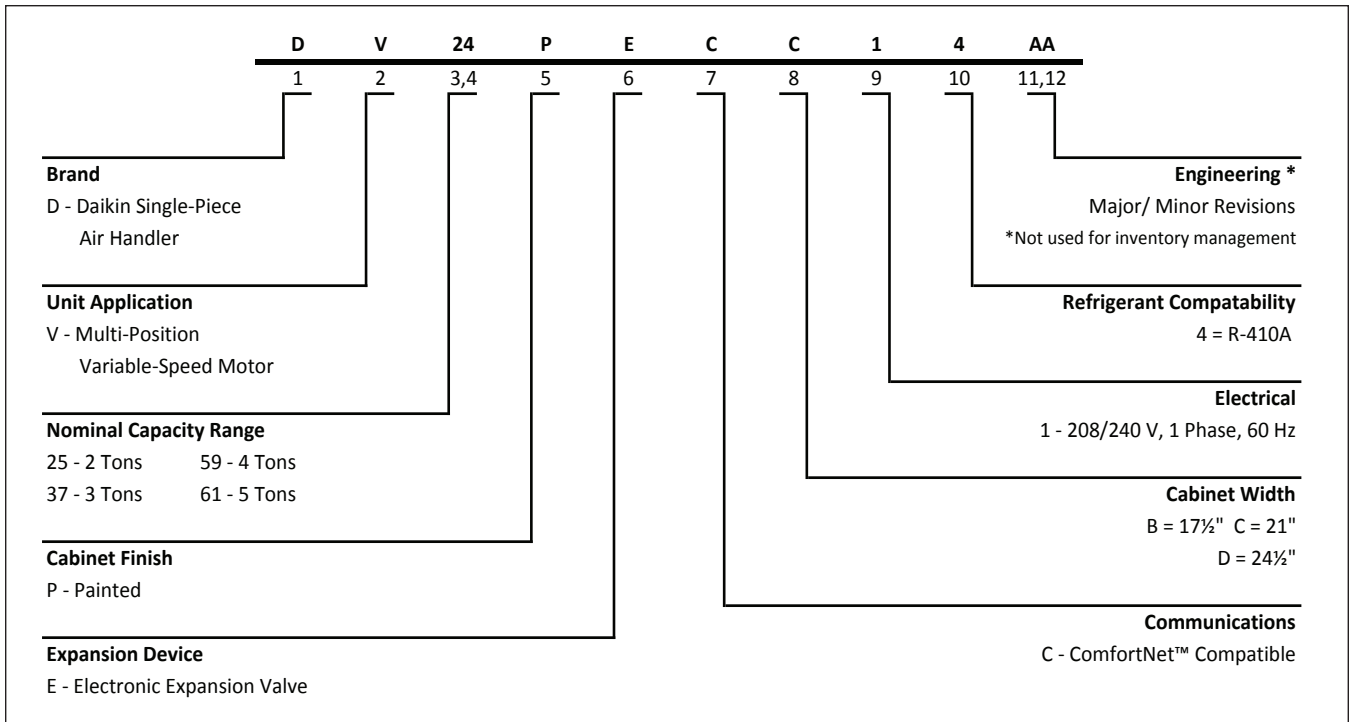 D V 24 P E C C 1 4 AA
1 2 3,4 5 6 7 8 9 10 11,12
Brand
D - Daikin Single-Piece
Air Handler
Unit Application
V - Multi-Position
Variable-Speed Motor
Nominal Capacity Range
25 - 2 Tons 59 - 4 Tons
37 - 3 Tons 61 - 5 Tons
Cabinet Finish
P - Painted
Expansion Device
E - Electronic Expansion Valve
Engineering *
Major/ Minor Revisions
*Not used for inventory management
Refrigerant Compatability
4 = R-410A
Electrical
1 - 208/240 V, 1 Phase, 60 Hz
Cabinet Width
B = 17½" C = 21"
D = 24½"
Communications
C - ComfortNet™ Compatible